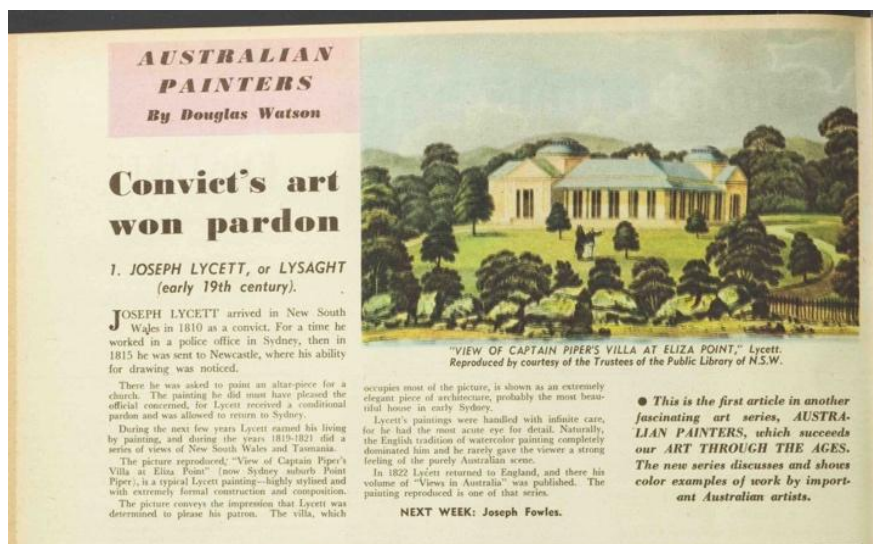 AUSTRALIAN
PAINTERS
By Douglas Watson
Convict's art
won pardon
1. JOSEPH LYCETT, or LYSAGHT
(early 19th century).
JOSEPH LYCETT arrived in New South
Wales in 1810 as a convict. For a time he
worked in a police office in Sydney, then in
1815 he was sent to Newcastle, where his ability
for drawing was noticed.
There he was asked to paint an altar-piece for a
church. The painting he did must have pleased the
official concerned, for Lycett received a conditional
pardon and was allowed to return to Sydney.
During the next few years Lycett earned his living
by painting, and during the years 1819-1821 did a
series of views of New South Wales and Tasmania.
The picture reproduced, "View of Captain Piper's
Villa at Eliza Point" (now Sydney suburb Point
Piper), is a typical Lycett painting—highly stylised and
with extremely formal construction and composition.
The picture conveys the impression that Lycett was
determined to please his patron. The villa, which
"VIEW OF CAPTAIN PIPER'S VILLA AT ELIZA POINT," Lycett.
Reproduced by courtesy of the Trustees of the Public Library of N.S.W.
occupies most of the picture, is shown as an extremely
elegant piece of architecture, probably the most beau-
tiful house in early Sydney.
Lycett's paintings were handled with infinite care,
for he had the most acute eye for detail. Naturally,
the English tradition of watercolor painting completely
dominated him and he rarely gave the viewer a strong
feeling of the purely Australian scene.
In 1822 Lycett returned to England, and there his
volume of "Views in Australia" was published. The
painting reproduced is one of that series.
NEXT WEEK: Joseph Fowles.
● This is the first article in another
fascinating art series, AUSTRA-
LIAN PAINTERS, which succeeds
our ART THROUGH THE AGES.
The new series discusses and shows
color examples of work by import-
ant Australian artists.